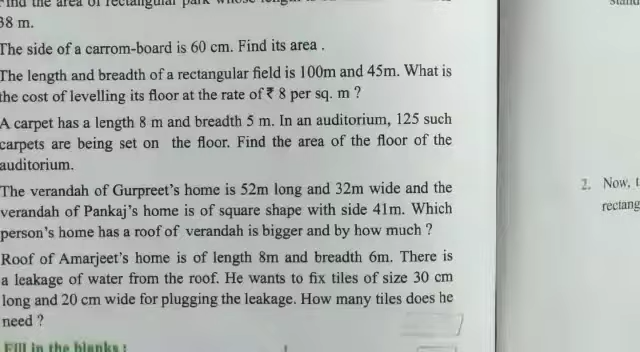 Find the area of rectangular park whose
38 m.
The side of a carrom-board is 60 cm. Find its area .
The length and breadth of a rectangular field is 100m and 45m. What is
the cost of levelling its floor at the rate of ₹ 8 per sq. m ?
A carpet has a length 8 m and breadth 5 m. In an auditorium, 125 such
carpets are being set on the floor. Find the area of the floor of the
auditorium.
The verandah of Gurpreet's home is 52m long and 32m wide and the
verandah of Pankaj's home is of square shape with side 41m. Which
person's home has a roof of verandah is bigger and by how much ?
Roof of Amarjeet's home is of length 8m and breadth 6m. There is
a leakage of water from the roof. He wants to fix tiles of size 30 cm
long and 20 cm wide for plugging the leakage. How many tiles does he
need ?
Fill in the blanks :
2. Now, t
rectang